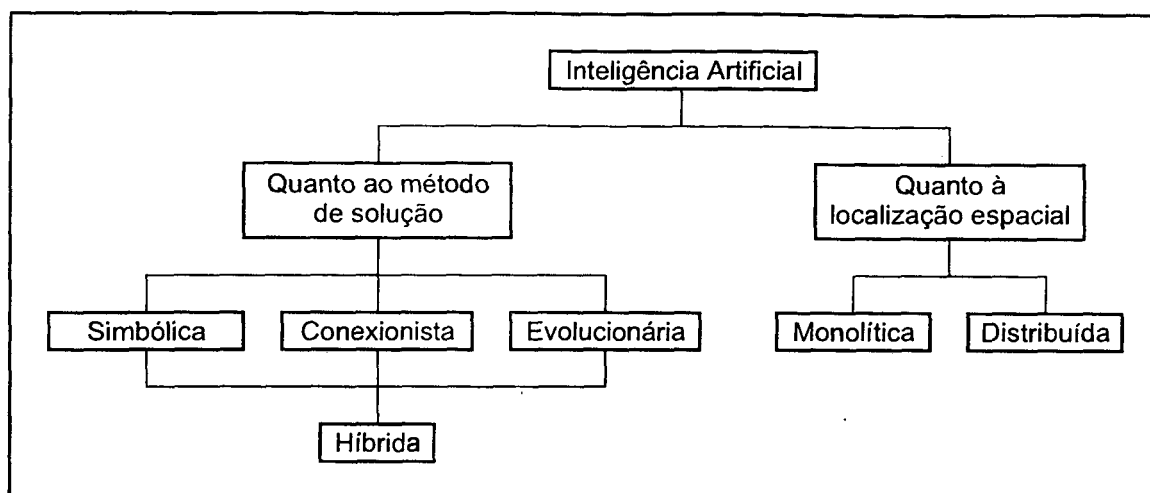 Inteligência Artificial
Quanto ao método
de solução
Quanto à
localização espacial
Simbólica
Conexionista
Evolucionária
Monolítica
Distribuída
Híbrida